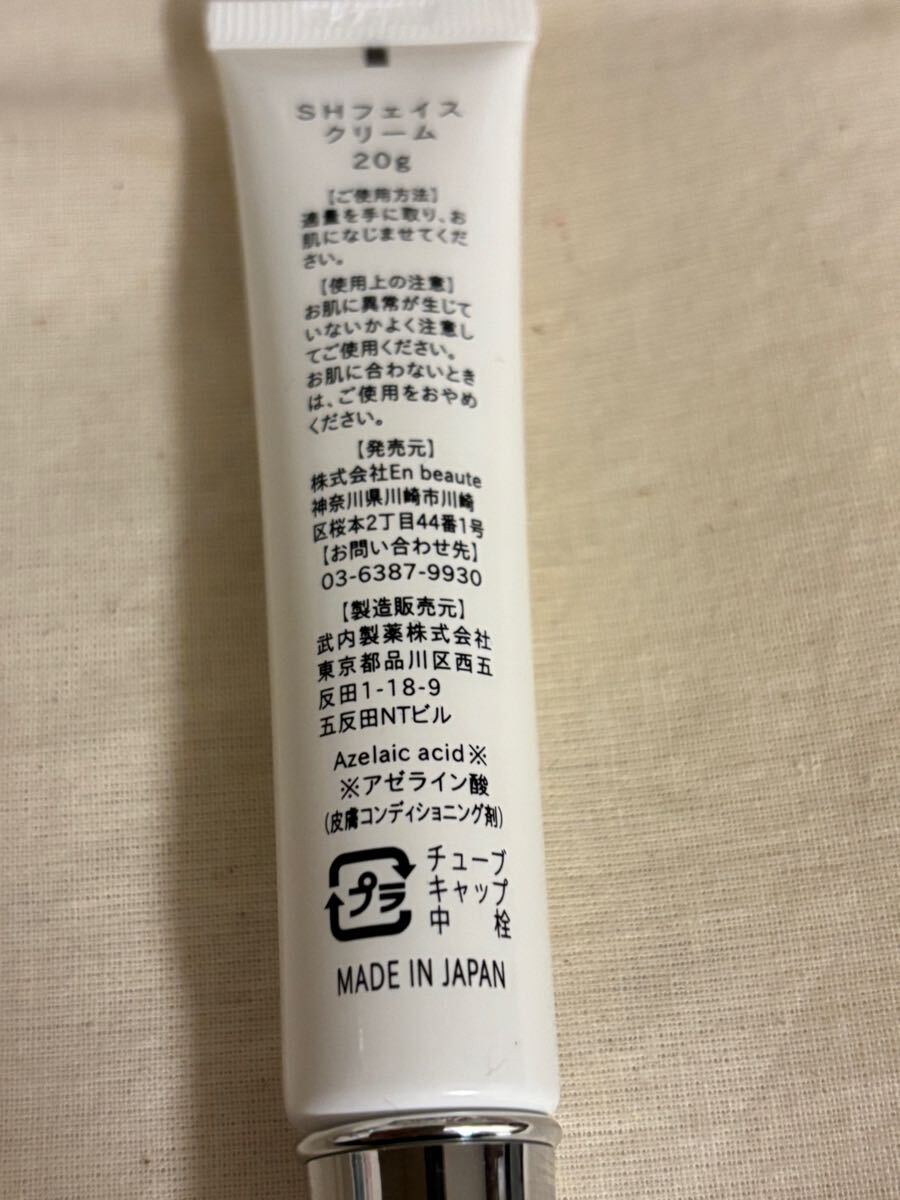 SHフェイス
クリーム
20g
【ご使用方法】
適量を手に取り、お
肌になじませてくだ
さい。
【使用上の注意】
お肌に異常が生じて
いないかよく注意し
てご使用ください。
お肌に合わないとき
は、ご使用をおやめ
ください。
【発売元】
株式会社En beaute
神奈川県川崎市川崎
区桜本2丁目44番1号
【お問い合わせ先】
03-6387-9930
【製造販売元】
武内製薬株式会社
東京都品川区西五
反田1-18-9
五反田NTビル
Azelaic acid※
※アゼライン酸
(皮膚コンディショニング剤)
プラ
チューブ
キャップ
中 栓
MADE IN JAPAN